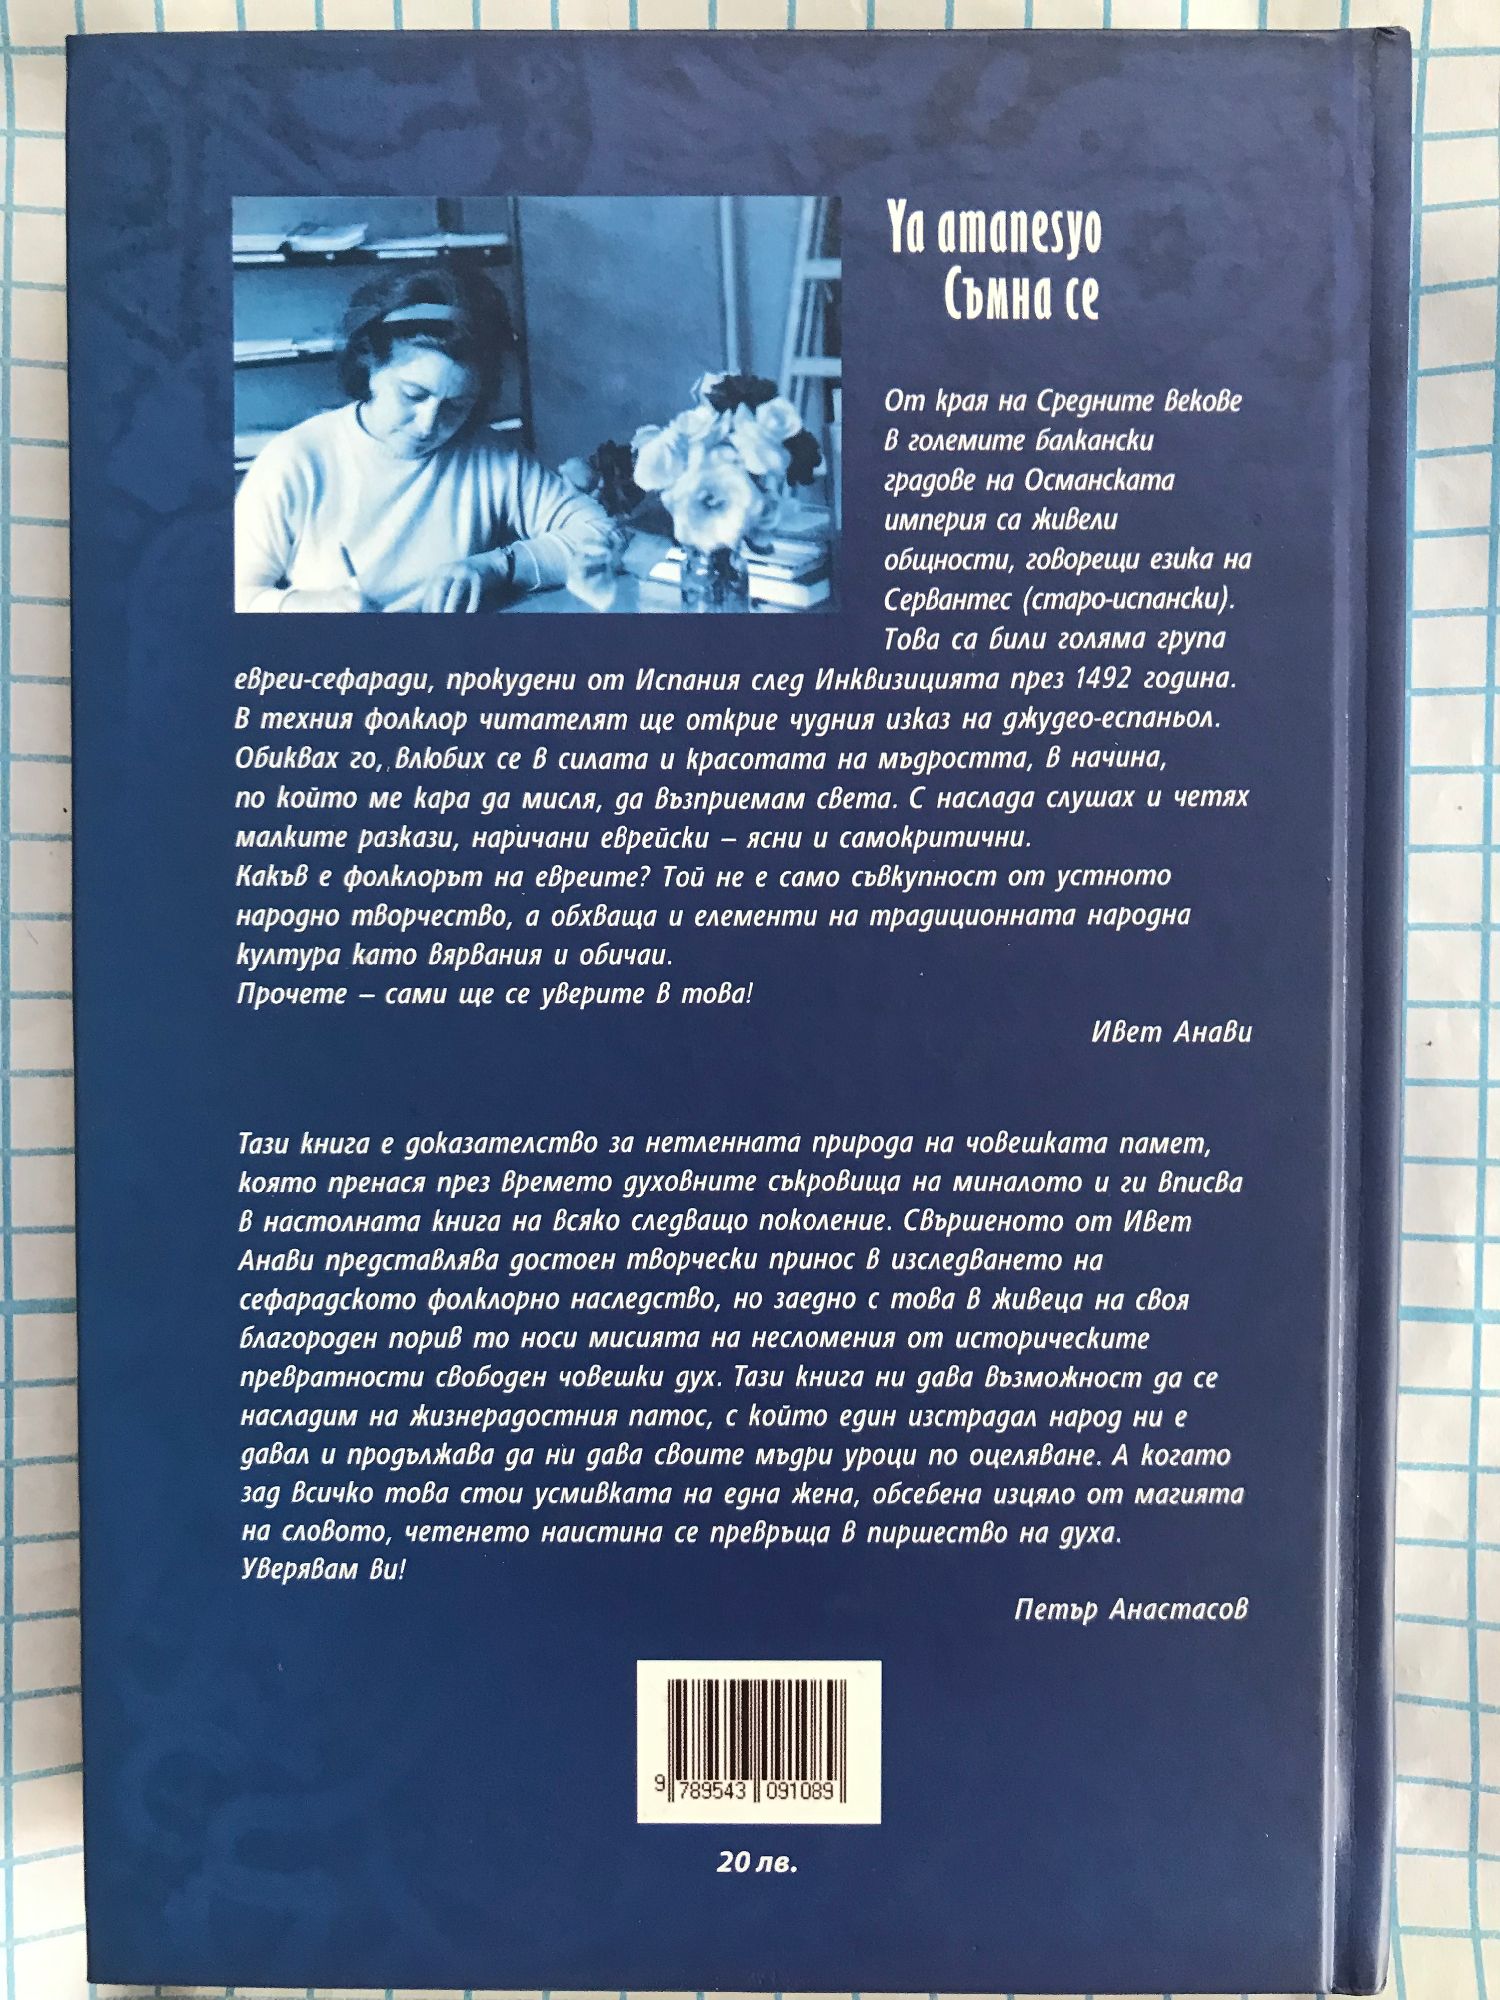 Ya amanesyo
Съмна се
От края на Средните векове
в големите балкански
градове на Османската
империя са живели
общности, говорещи езика на
Сервантес (старо-испански).
Това са били голяма група
евреи-сефаради, прокудени от Испания след Инквизицията през 1492 година.
В техния фолклор читателят ще открие чудния изказ на джудео-еспаньол.
Обиквах го, влюбих се в силата и красотата на мъдростта, в начина,
по който ме кара да мисля, да възприемам света. С наслада слушах и четях
малките разкази, наричани еврейски – ясни и самокритични.
Какъв е фолклорът на евреите? Той не е само съвкупност от устното
народно творчество, а обхваща и елементи на традиционната народна
култура като вярвания и обичаи.
Прочете – сами ще се уверите в това!
Ивет Анави
Тази книга е доказателство за нетленната природа на човешката памет,
която пренася през времето духовните съкровища на миналото и ги вписва
в настолната книга на всяко следващо поколение. Свършеното от Ивет
Анави представлява достоен творчески принос в изследването на
сефарадското фолклорно наследство, но заедно с това в живеца на своя
благороден порив то носи мисията на несломения от историческите
превратности свободен човешки дух. Тази книга ни дава възможност да се
насладим на жизнерадостния патос, с който един изстрадал народ ни е
давал и продължава да ни дава своите мъдри уроци по оцеляване. А когато
зад всичко това стои усмивката на една жена, обсебена изцяло от магията
на словото, четенето наистина се превръща в пиршество на духа.
Уверявам ви!
Петър Анастасов
9 789543 091089
20 лв.